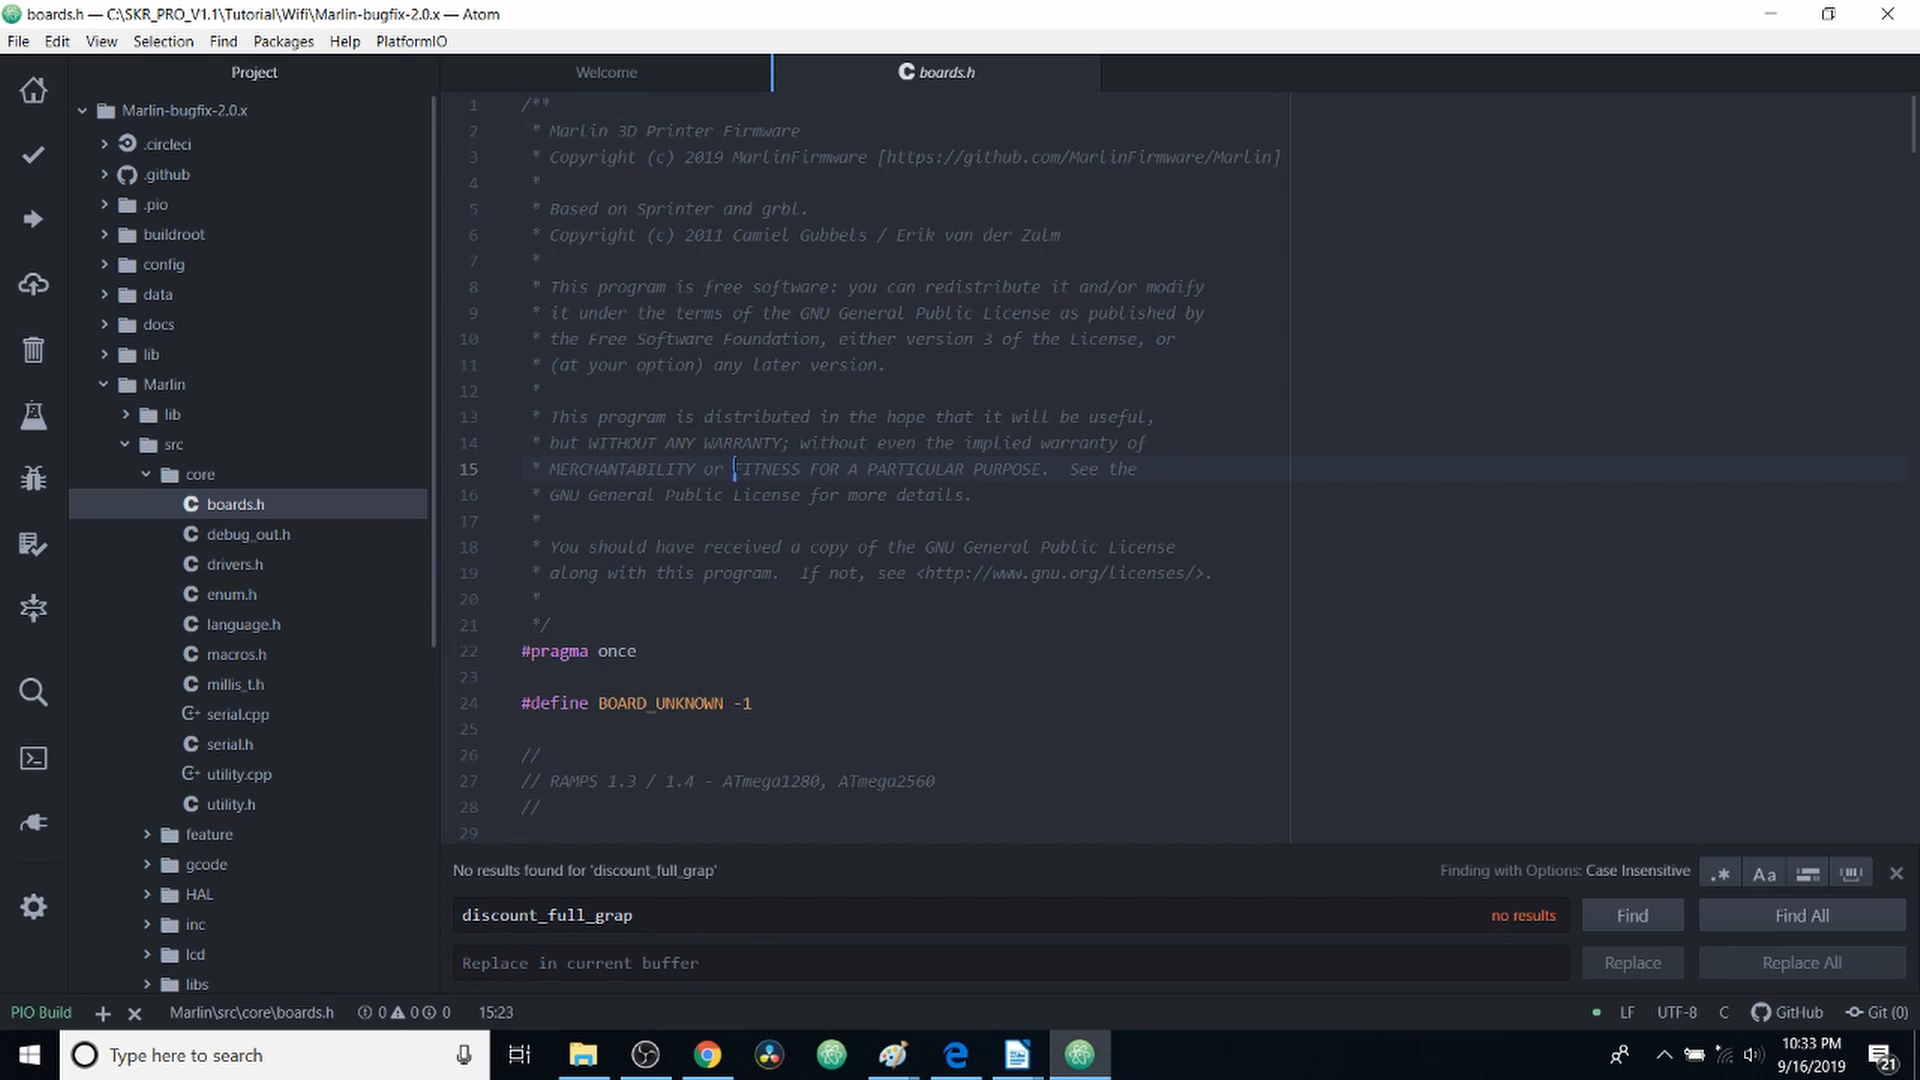 boards.h — C:\SKR_PRO_V1.1\Tutorial\Wifi\Marlin-bugfix-2.0.x — Atom
File Edit View Selection Find Packages Help PlatformIO
Project
Welcome
boards.h
Marlin-bugfix-2.0.x
.circleci
.github
.pio
buildroot
config
data
docs
lib
Marlin
lib
src
core
boards.h
debug_out.h
drivers.h
enum.h
language.h
macros.h
millis_t.h
serial.cpp
serial.h
utility.cpp
utility.h
feature
gcode
HAL
inc
lcd
libs
1 /**
2 * Marlin 3D Printer Firmware
3 * Copyright (c) 2019 MarlinFirmware [https://github.com/MarlinFirmware/Marlin]
4 *
5 * Based on Sprinter and grbl.
6 * Copyright (c) 2011 Camiel Gubbels / Erik van der Zalm
7 *
8 * This program is free software: you can redistribute it and/or modify
9 * it under the terms of the GNU General Public License as published by
10 * the Free Software Foundation, either version 3 of the License, or
11 * (at your option) any later version.
12 *
13 * This program is distributed in the hope that it will be useful,
14 * but WITHOUT ANY WARRANTY; without even the implied warranty of
15 * MERCHANTABILITY or FITNESS FOR A PARTICULAR PURPOSE.  See the
16 * GNU General Public License for more details.
17 *
18 * You should have received a copy of the GNU General Public License
19 * along with this program.  If not, see <http://www.gnu.org/licenses/>.
20 *
21 */
22 #pragma once
23
24 #define BOARD_UNKNOWN -1
25
26 //
27 // RAMPS 1.3 / 1.4 - ATmega1280, ATmega2560
28 //
29
No results found for 'discount_full_grap'
Finding with Options: Case Insensitive
.* Aa
discount_full_grap
no results
Find
Find All
Replace in current buffer
Replace
Replace All
PIO Build
Marlin\src\core\boards.h 0 0 0 15:23
LF UTF-8 C GitHub Git (0)
Type here to search
10:33 PM
9/16/2019
21